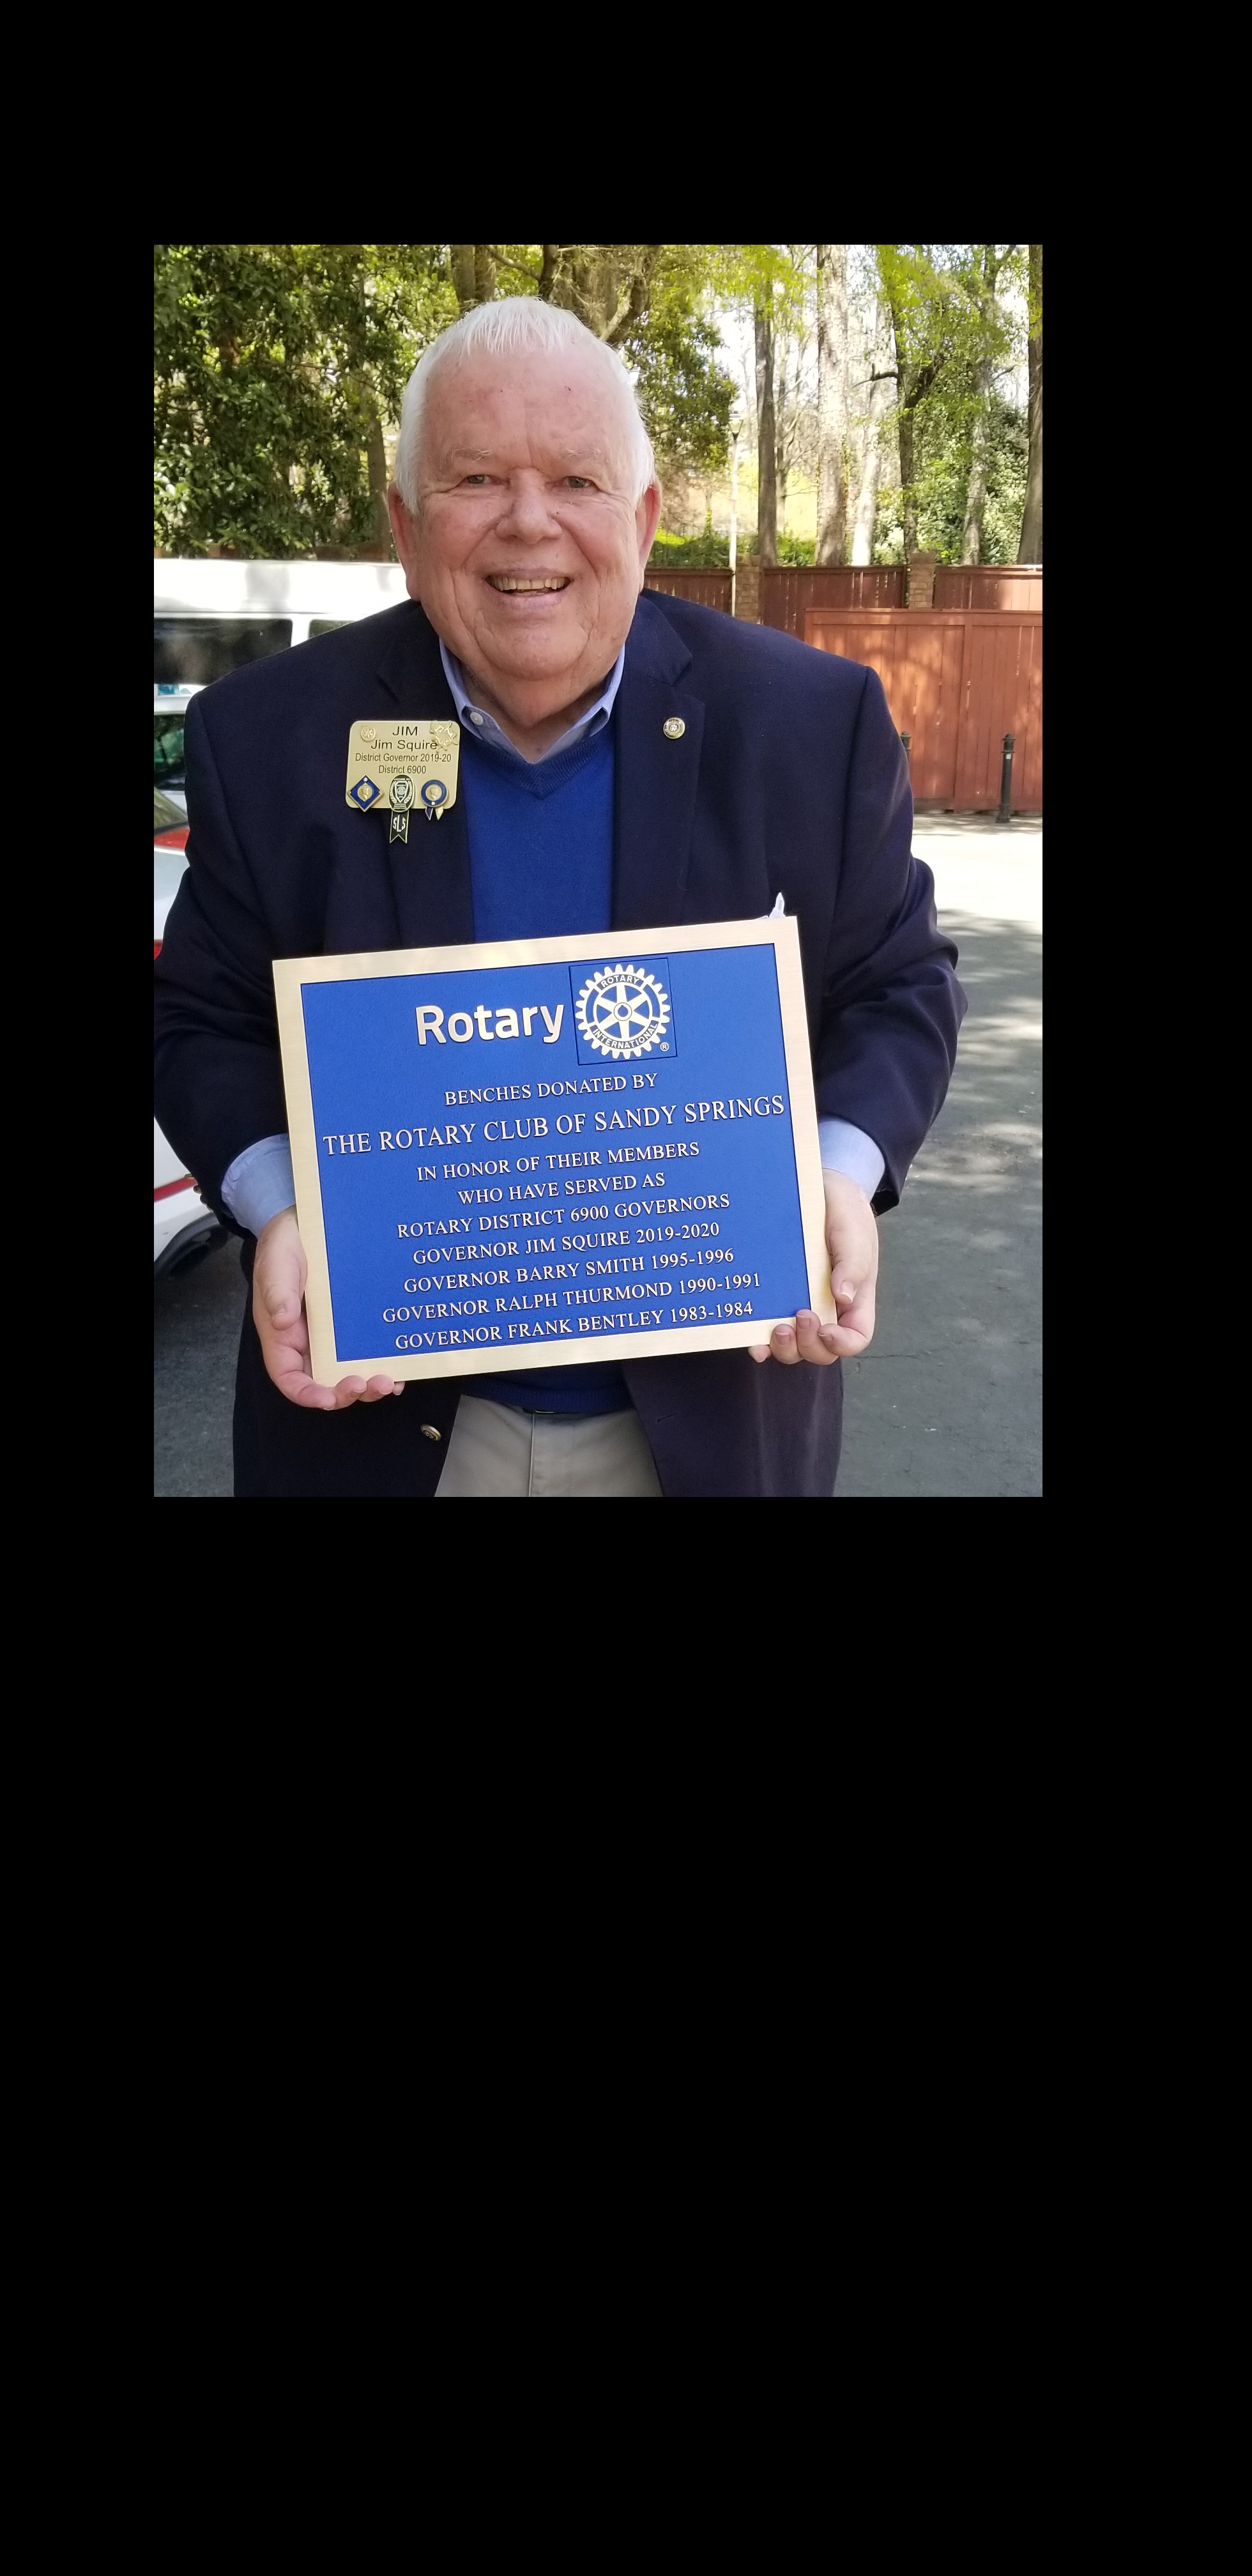 JIM
Jim Squire
District Governor 2019-20
District 6900
SLS
Rotary
ROTARY
INTERNATIONAL
®
BENCHES DONATED BY
THE ROTARY CLUB OF SANDY SPRINGS
IN HONOR OF THEIR MEMBERS
WHO HAVE SERVED AS
ROTARY DISTRICT 6900 GOVERNORS
GOVERNOR JIM SQUIRE 2019-2020
GOVERNOR BARRY SMITH 1995-1996
GOVERNOR RALPH THURMOND 1990-1991
GOVERNOR FRANK BENTLEY 1983-1984